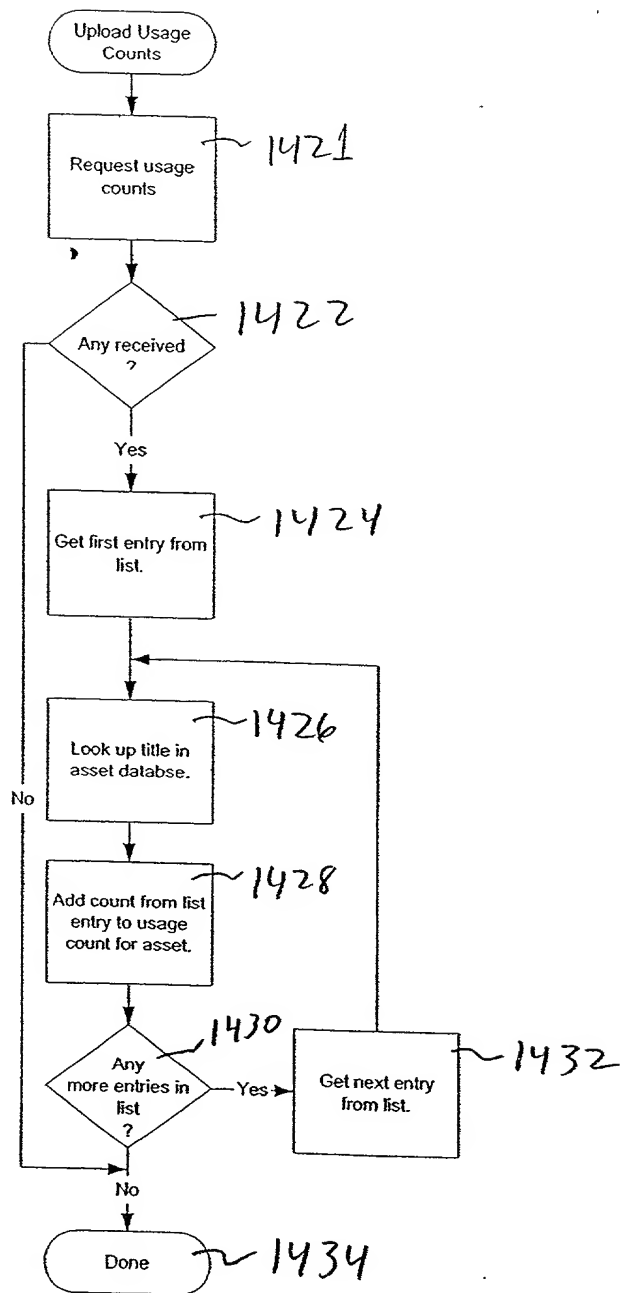 Upload Usage
Counts
Request usage
counts
1421
Any received
?
1422
Yes
Get first entry from
list.
1424
Look up title in
asset databse.
1426
No
Add count from list
entry to usage
count for asset.
1428
Any
more entries in
list
?
1430
Yes
Get next entry
from list.
1432
No
Done
1434